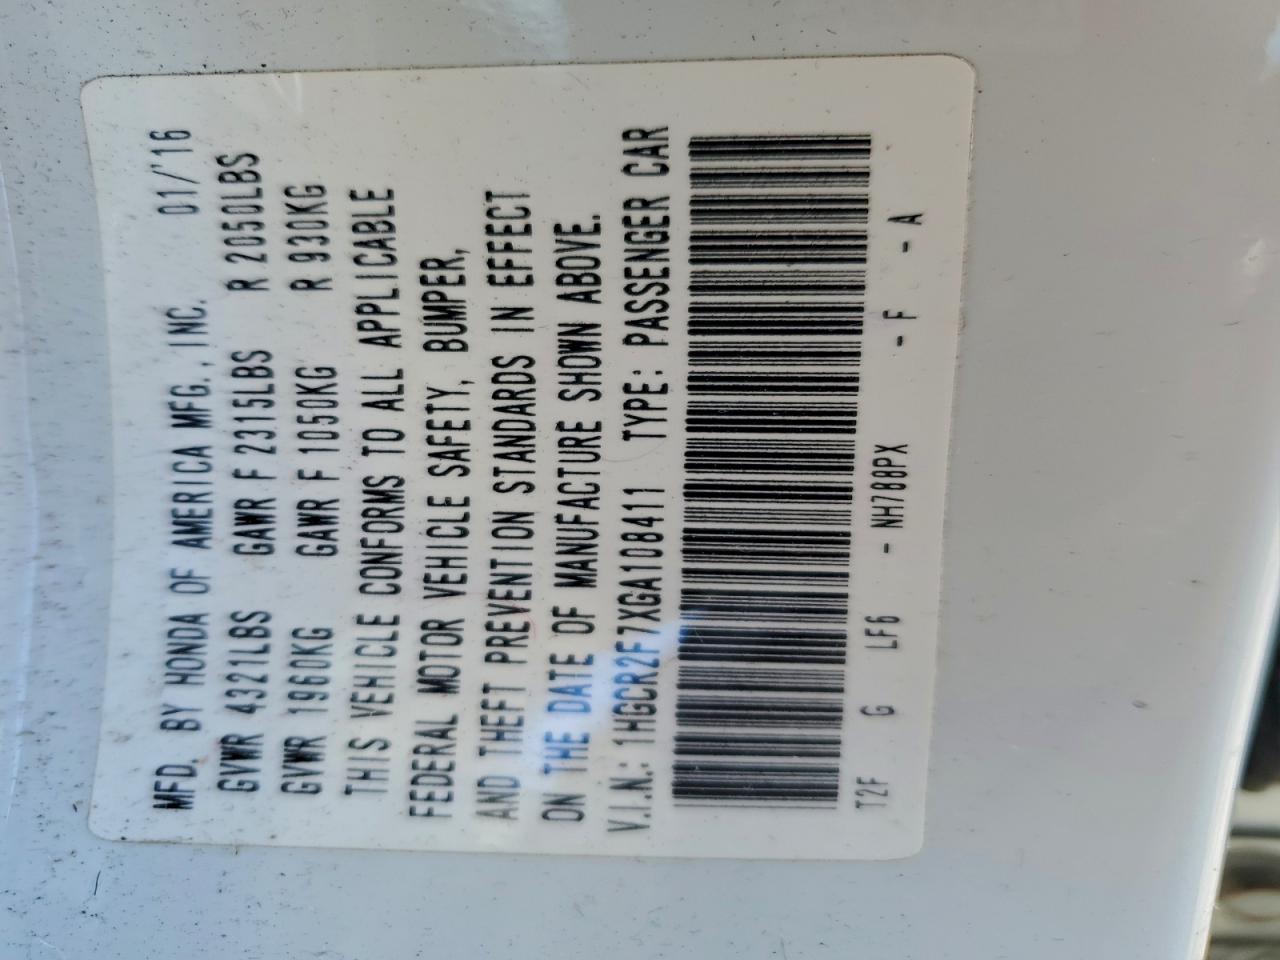 MFD. BY HONDA OF AMERICA MFG., INC. 01/'16
GVWR 4321LBS GAWR F 2315LBS R 2050LBS
GVWR 1960KG GAWR F 1050KG R 930KG
THIS VEHICLE CONFORMS TO ALL APPLICABLE
FEDERAL MOTOR VEHICLE SAFETY, BUMPER,
AND THEFT PREVENTION STANDARDS IN EFFECT
ON THE DATE OF MANUFACTURE SHOWN ABOVE.
V.I.N.: 1HGCR2F7XGA108411 TYPE: PASSENGER CAR
T2F G LF6 - NH788PX - F - A